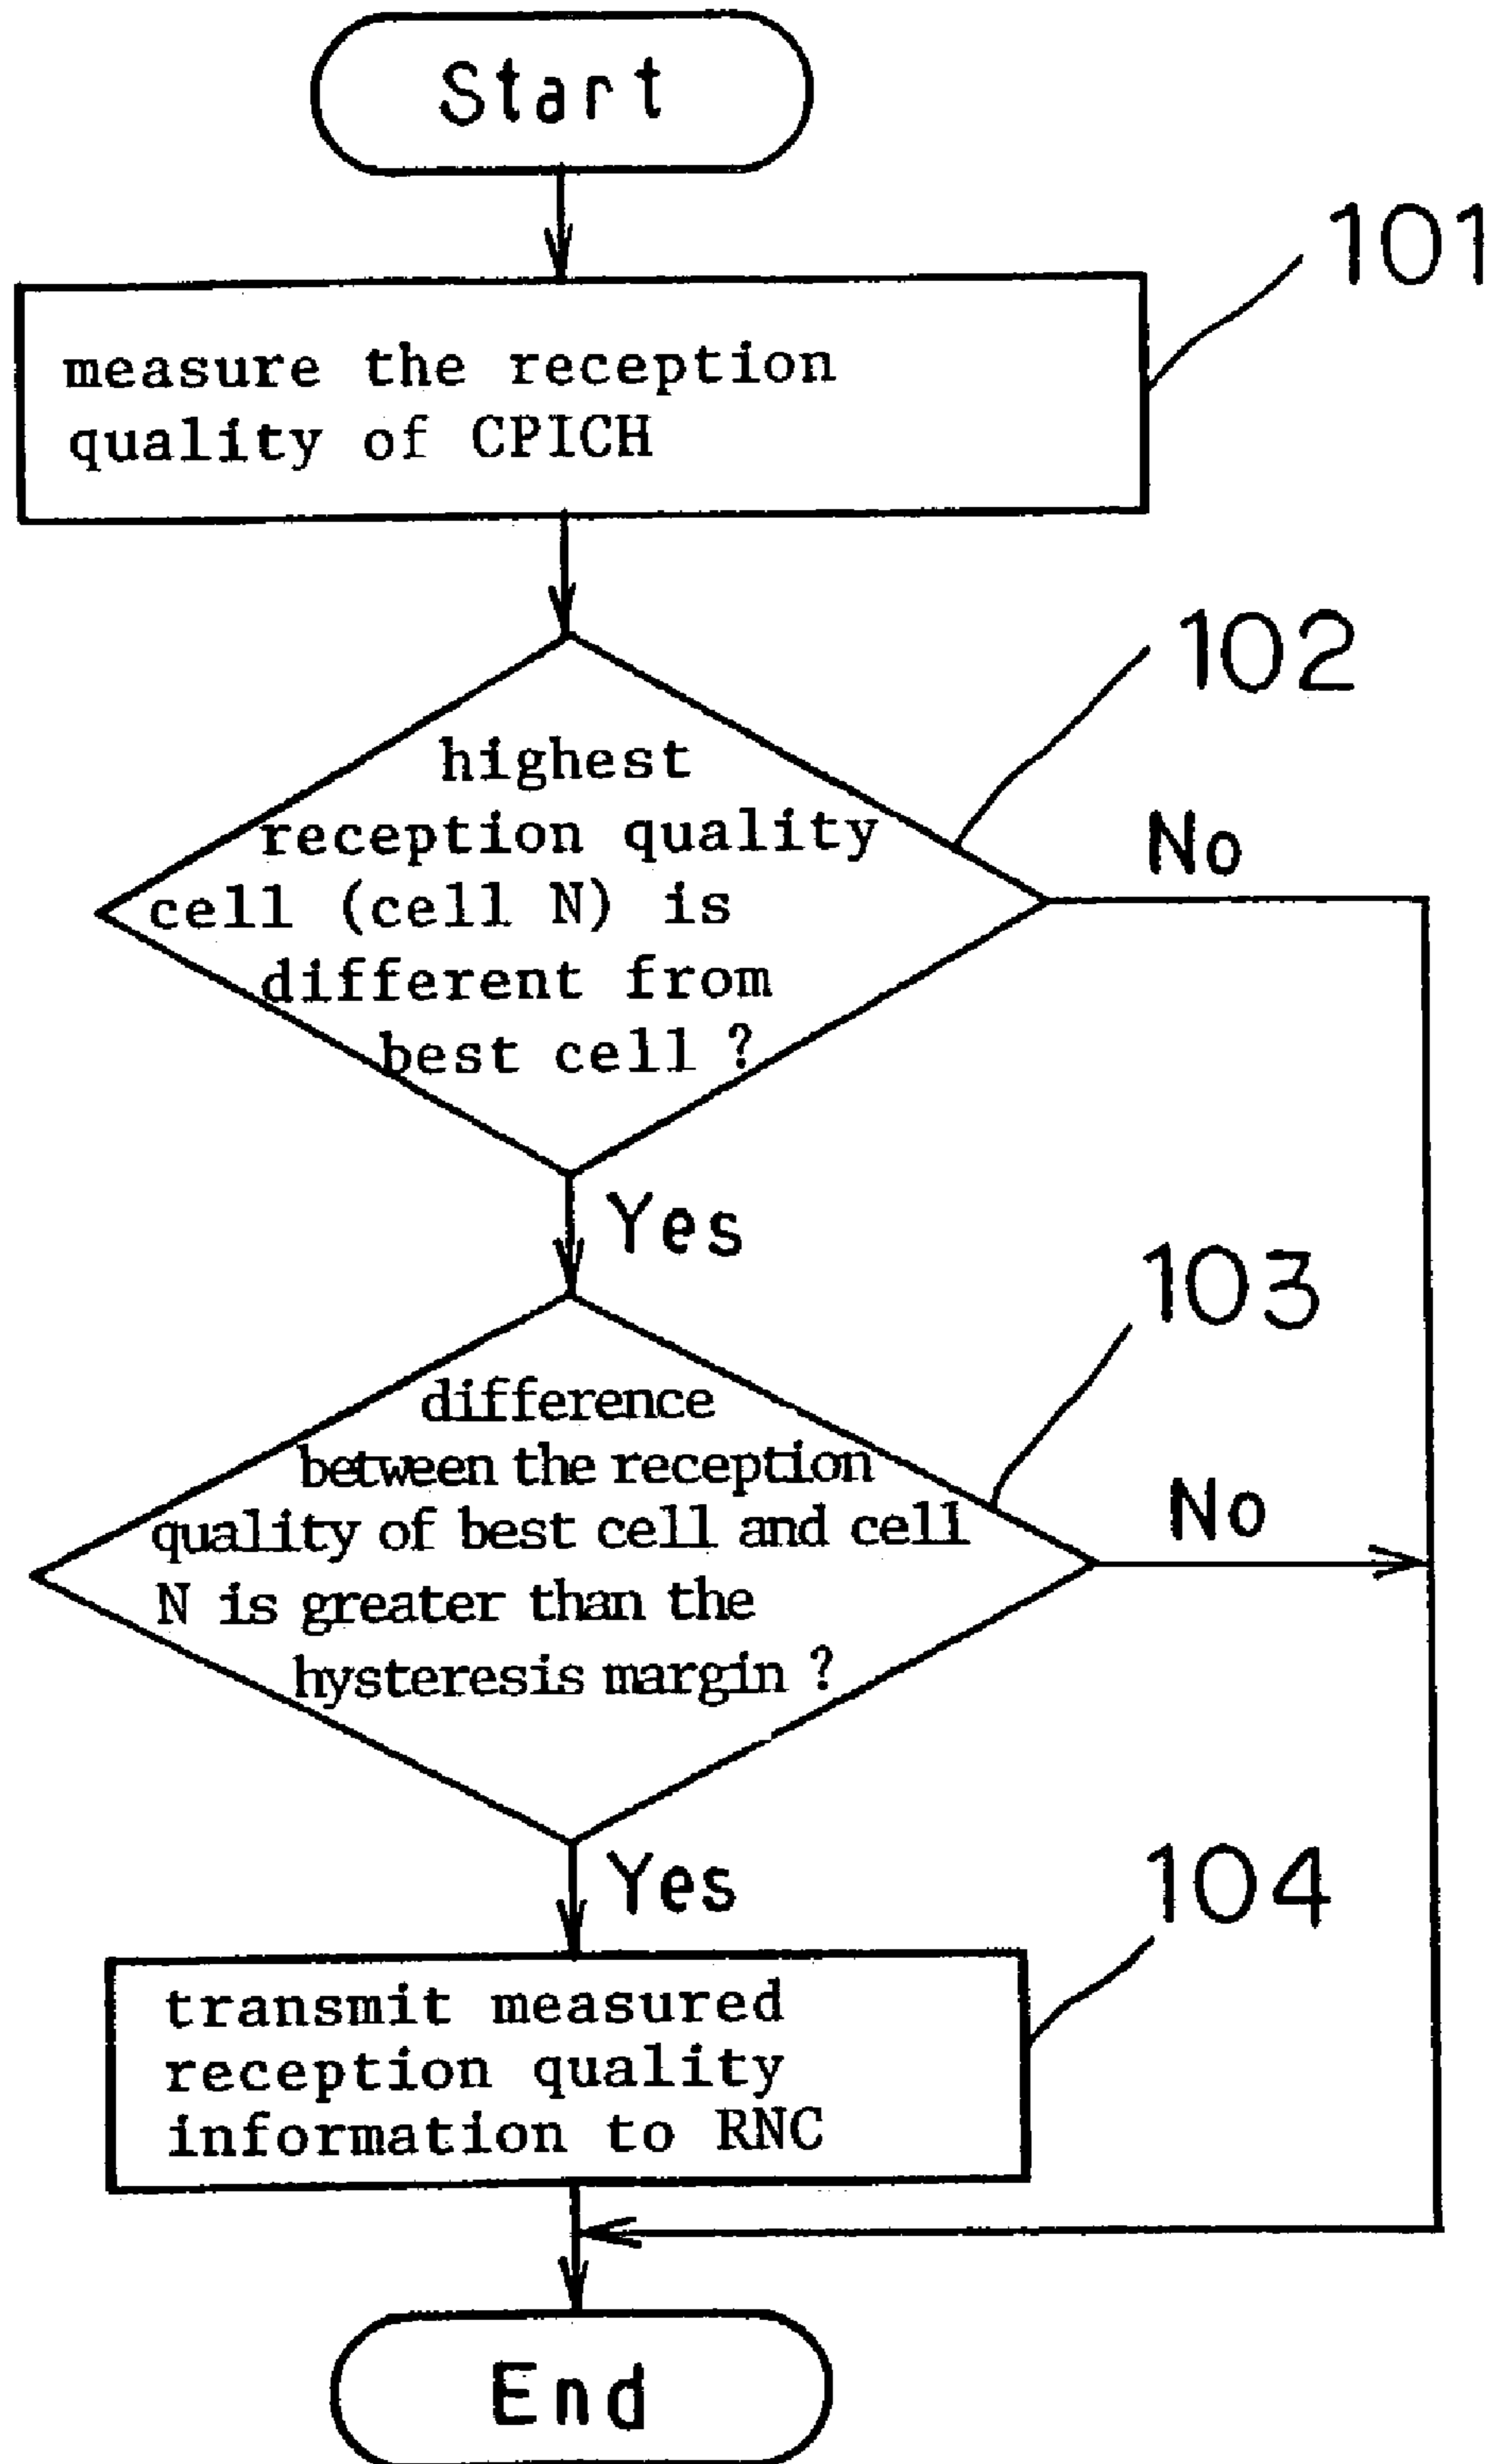 Start
101
measure the reception
quality of CPICH
102
highest
reception quality
cell (cell N) is
different from
best cell ?
No
Yes
103
difference
between the reception
quality of best cell and cell
N is greater than the
hysteresis margin ?
No
Yes
104
transmit measured
reception quality
information to RNC
End